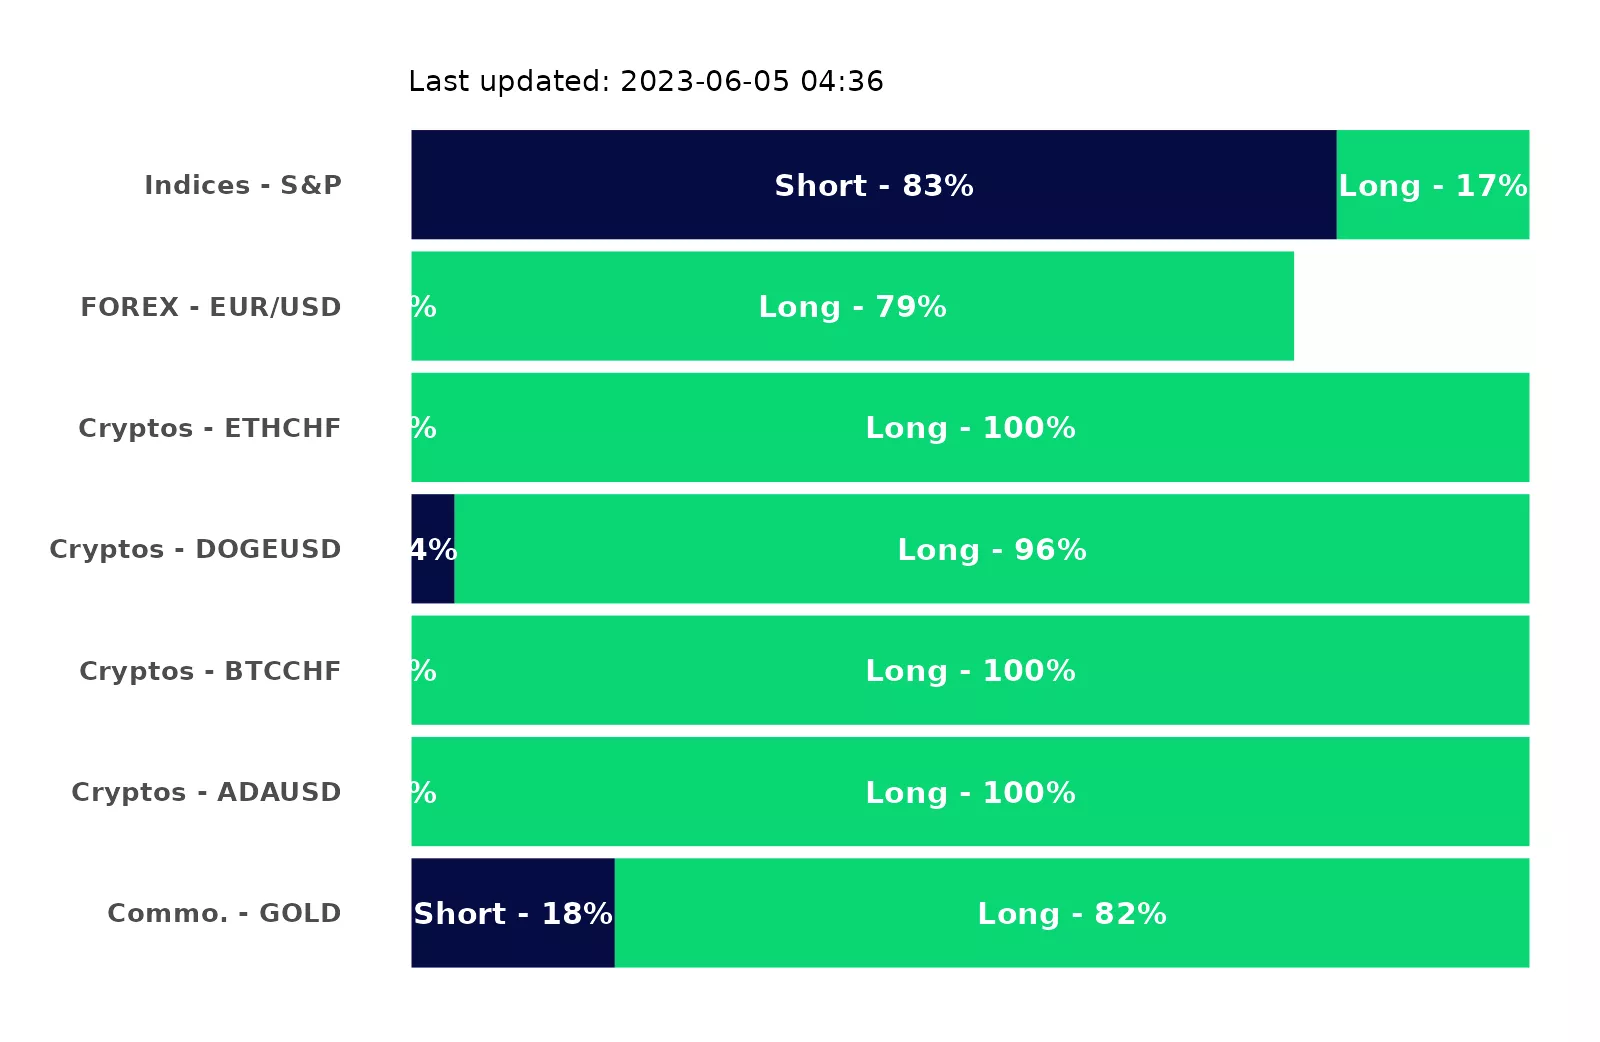 Last updated: 2023-06-05 04:36
Indices - S&P Short - 83% Long - 17%
FOREX - EUR/USD % Long - 79%
Cryptos - ETHCHF % Long - 100%
Cryptos - DOGEUSD 4% Long - 96%
Cryptos - BTCCHF % Long - 100%
Cryptos - ADAUSD % Long - 100%
Commo. - GOLD Short - 18% Long - 82%